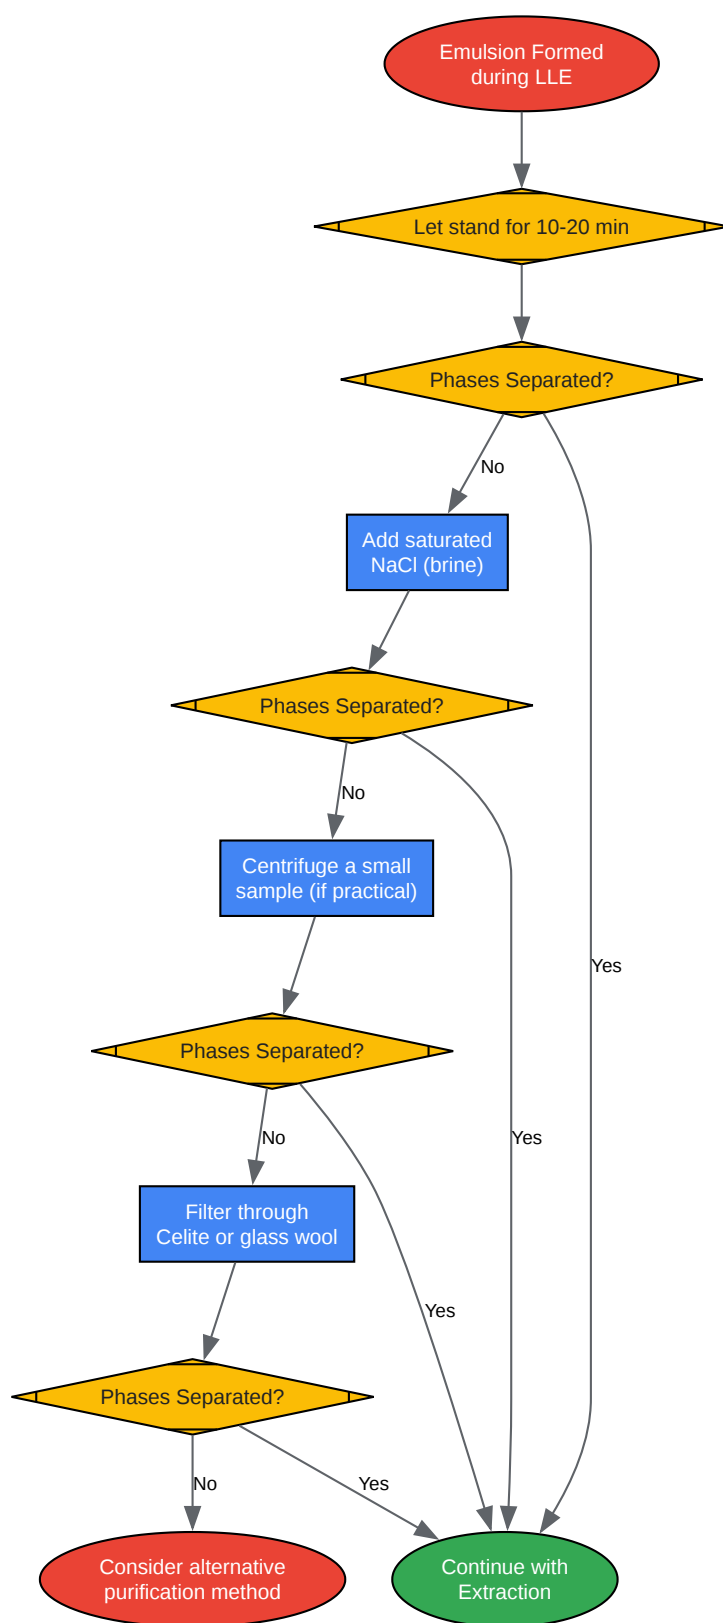 Emulsion Formed
during LLE
Let stand for 10-20 min
Phases Separated?
No
Add saturated
NaCl (brine)
Phases Separated?
No
Centrifuge a small
sample (if practical)
Yes
Phases Separated?
No
Yes
Filter through
Celite or glass wool
Yes
Phases Separated?
No
Yes
Consider alternative
purification method
Continue with
Extraction